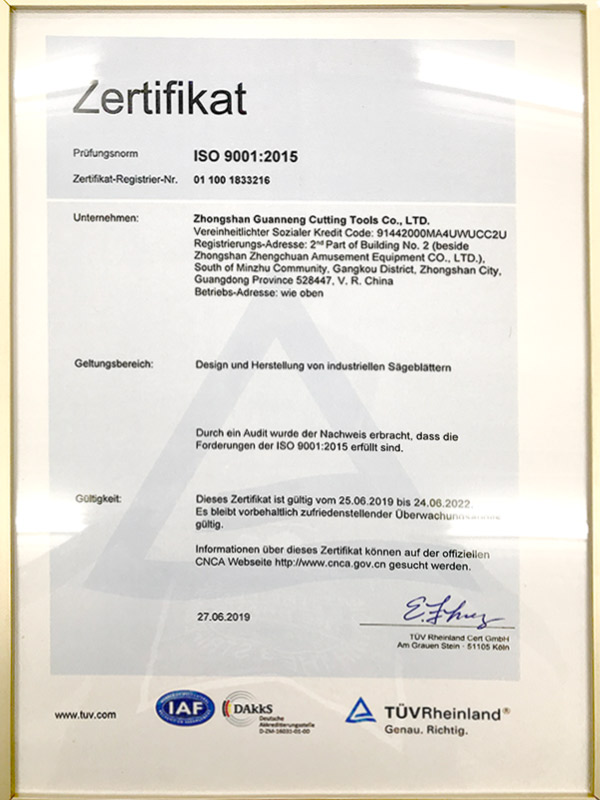 Zertifikat
Prüfungsnorm ISO 9001:2015
Zertifikat-Registrier-Nr. 01 100 1833216
Unternehmen: Zhongshan Guanneng Cutting Tools Co., LTD.
Vereinheitlichter Sozialer Kredit Code: 91442000MA4UWUCC2U
Registrierungs-Adresse: 2nd Part of Building No. 2 (beside
Zhongshan Zhengchuan Amusement Equipment CO., LTD.),
South of Minzhu Community, Gangkou District, Zhongshan City,
Guangdong Province 528447, V. R. China
Betriebs-Adresse: wie oben
Geltungsbereich: Design und Herstellung von industriellen Sägeblättern
Durch ein Audit wurde der Nachweis erbracht, dass die
Forderungen der ISO 9001:2015 erfüllt sind.
Gültigkeit: Dieses Zertifikat ist gültig vom 25.06.2019 bis 24.06.2022.
Es bleibt vorbehaltlich zufriedenstellender Überwachungsaudits
gültig.
Informationen über dieses Zertifikat können auf der offiziellen
CNCA Webseite http://www.cnca.gov.cn gesucht werden.
27.06.2019
TÜV Rheinland Cert GmbH
Am Grauen Stein · 51105 Köln
www.tuv.com
IAF
DAkkS
Deutsche
Akkreditierungsstelle
D-ZM-16031-01-00
TÜVRheinland®
Genau. Richtig.